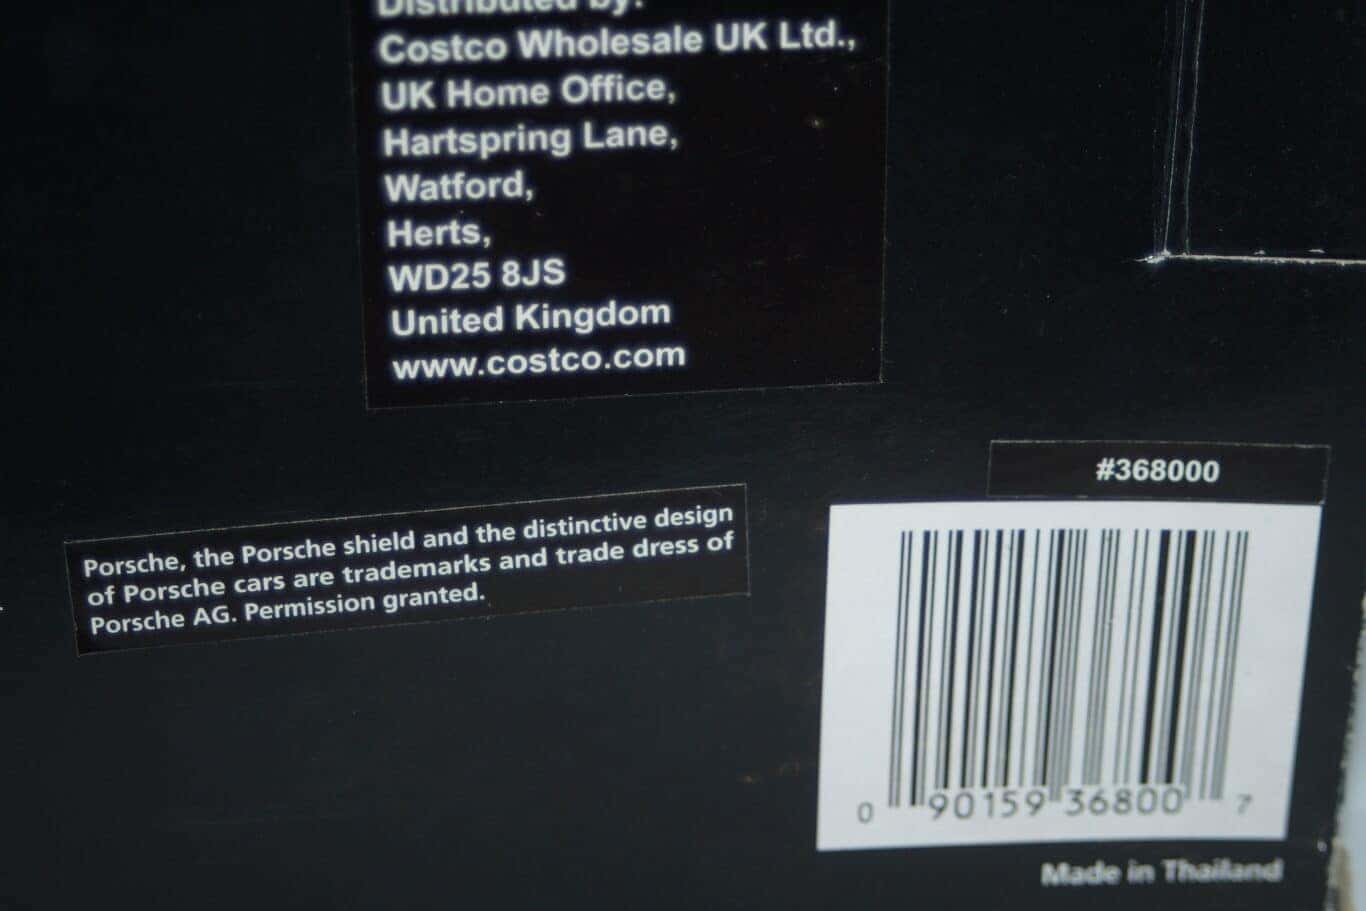 Distributed by:
Costco Wholesale UK Ltd.,
UK Home Office,
Hartspring Lane,
Watford,
Herts,
WD25 8JS
United Kingdom
www.costco.com
Porsche, the Porsche shield and the distinctive design
of Porsche cars are trademarks and trade dress of
Porsche AG. Permission granted.
#368000
0 90159 36800 7
Made in Thailand